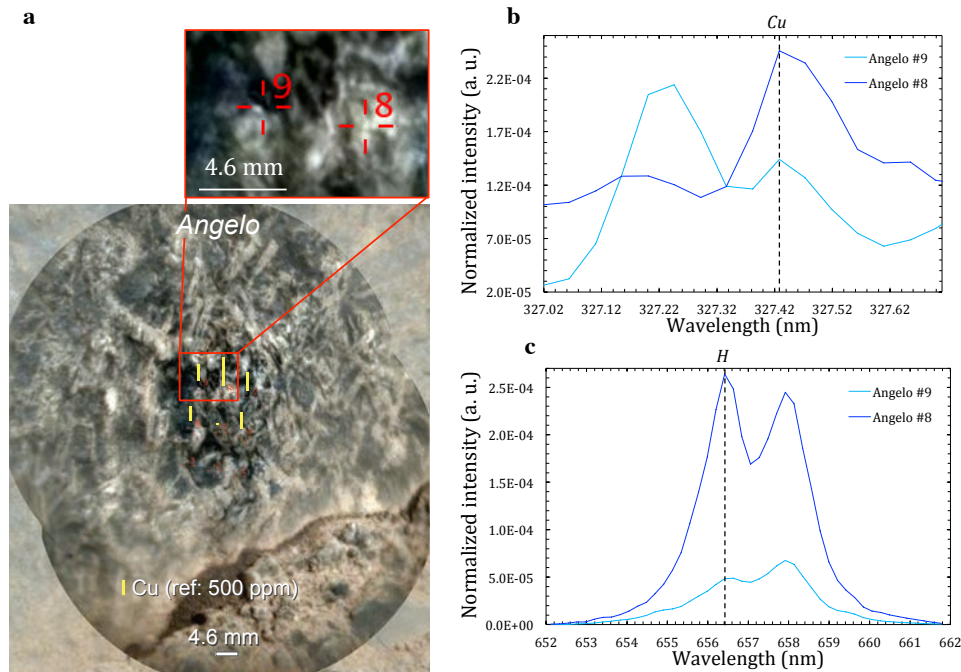 a
9
8
4.6 mm
Angelo
Cu (ref: 500 ppm)
4.6 mm
b
Cu
Normalized intensity (a. u.)
2.2E-04
1.7E-04
1.2E-04
7.0E-05
2.0E-05
Angelo #9
Angelo #8
327.02 327.12 327.22 327.32 327.42 327.52 327.62
Wavelength (nm)
c
H
Normalized intensity (a. u.)
2.5E-04
2.0E-04
1.5E-04
1.0E-04
5.0E-05
0.0E+00
Angelo #9
Angelo #8
652 653 654 655 656 657 658 659 660 661 662
Wavelength (nm)